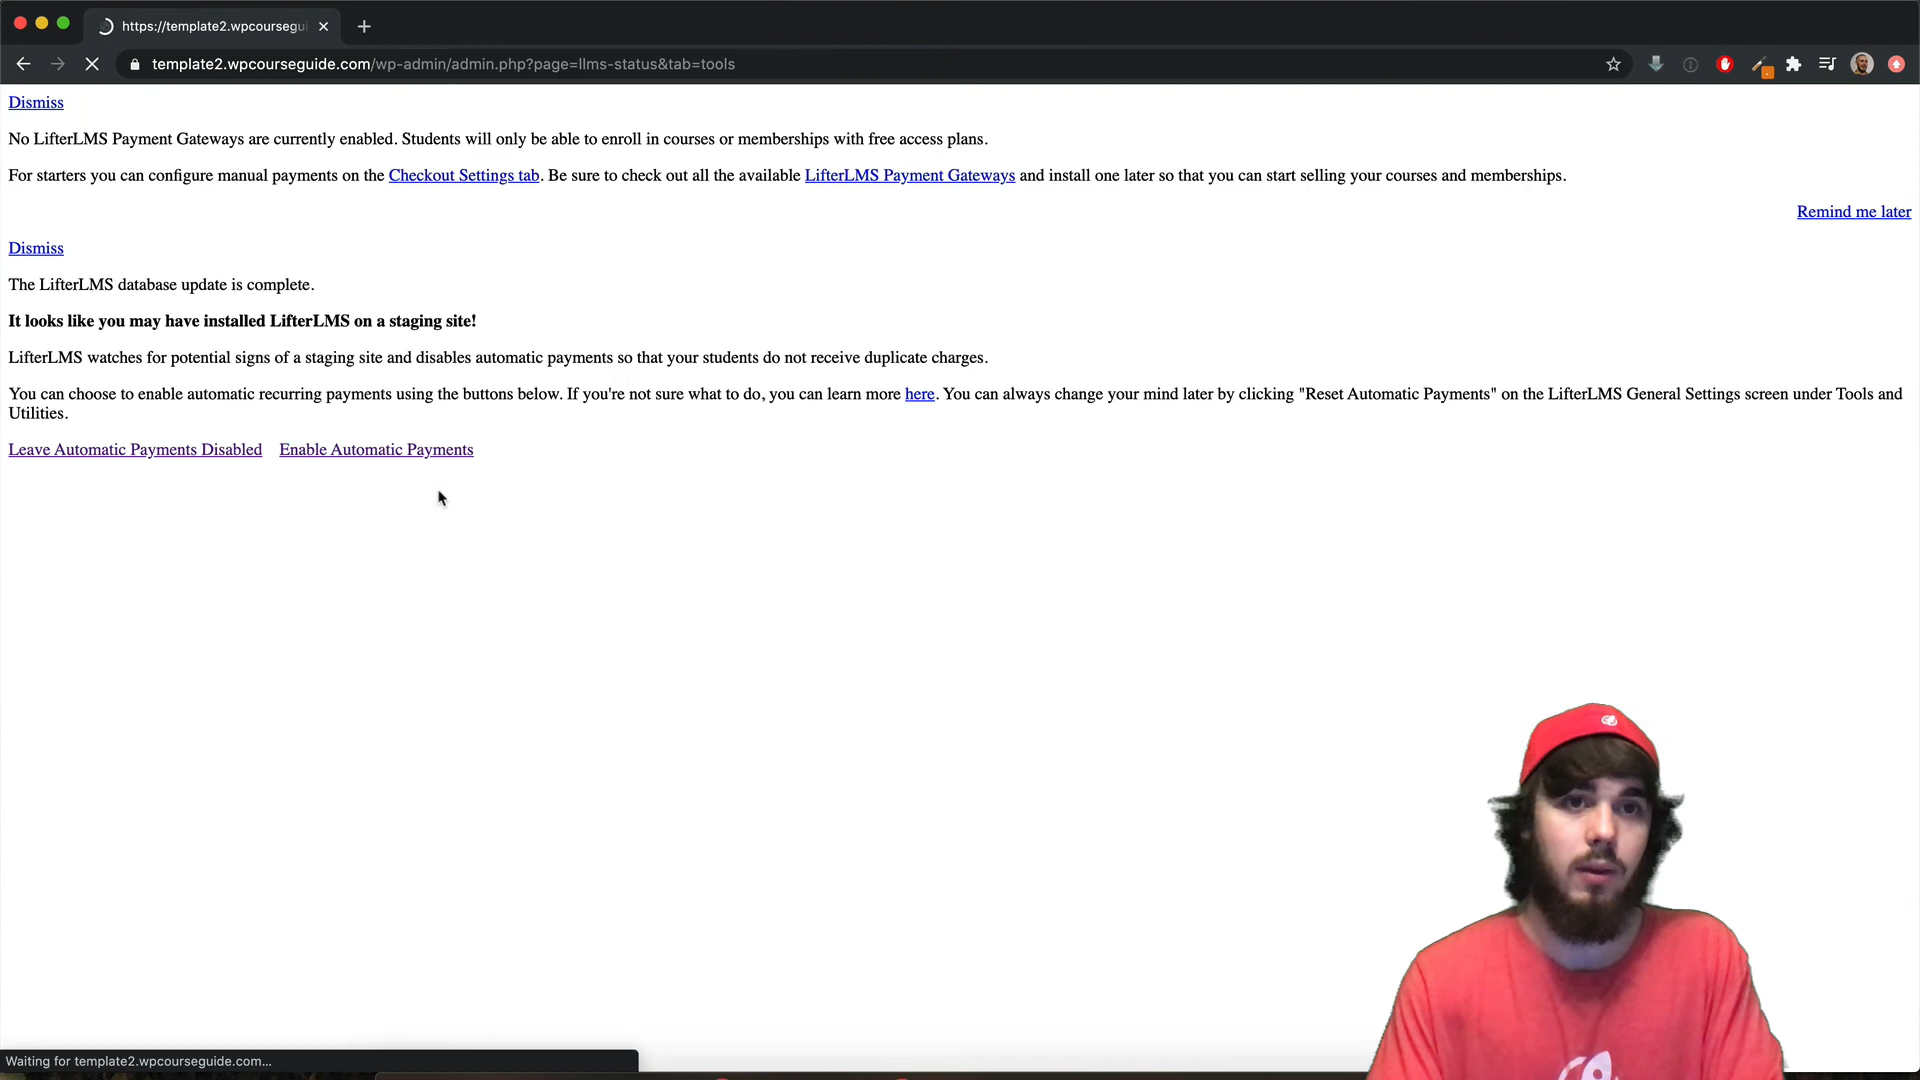 https://template2.wpcoursegui
template2.wpcourseguide.com/wp-admin/admin.php?page=llms-status&tab=tools
Dismiss
No LifterLMS Payment Gateways are currently enabled. Students will only be able to enroll in courses or memberships with free access plans.
For starters you can configure manual payments on the Checkout Settings tab. Be sure to check out all the available LifterLMS Payment Gateways and install one later so that you can start selling your courses and memberships.
Remind me later
Dismiss
The LifterLMS database update is complete.
It looks like you may have installed LifterLMS on a staging site!
LifterLMS watches for potential signs of a staging site and disables automatic payments so that your students do not receive duplicate charges.
You can choose to enable automatic recurring payments using the buttons below. If you're not sure what to do, you can learn more here. You can always change your mind later by clicking "Reset Automatic Payments" on the LifterLMS General Settings screen under Tools and
Utilities.
Leave Automatic Payments Disabled Enable Automatic Payments
Waiting for template2.wpcourseguide.com...